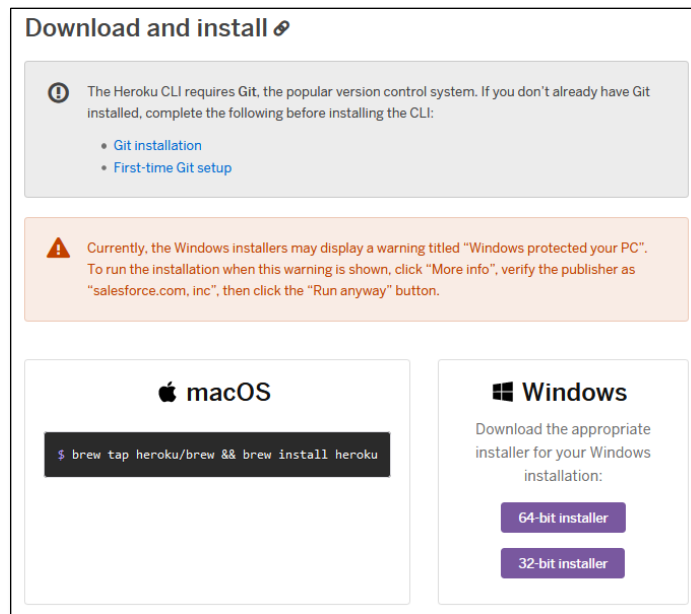 Download and install
The Heroku CLI requires Git, the popular version control system. If you don’t already have Git
installed, complete the following before installing the CLI:
• Git installation
• First-time Git setup
Currently, the Windows installers may display a warning titled “Windows protected your PC”.
To run the installation when this warning is shown, click “More info”, verify the publisher as
“salesforce.com, inc”, then click the “Run anyway” button.
macOS
$ brew tap heroku/brew && brew install heroku
Windows
Download the appropriate
installer for your Windows
installation:
64-bit installer
32-bit installer